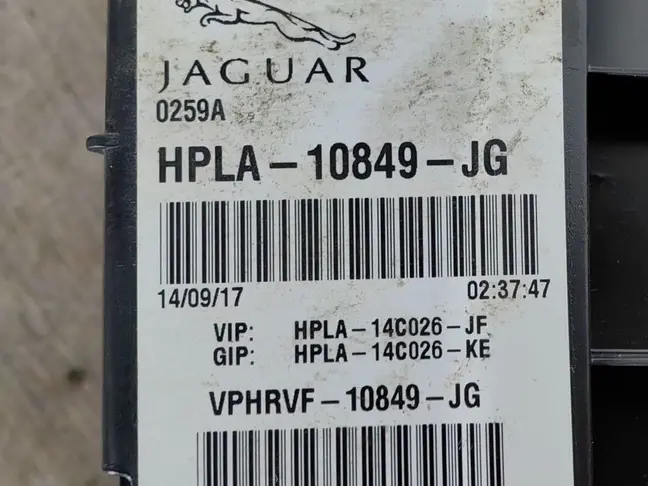 JAGUAR
0259A
HPLA-10849-JG
14/09/17 02:37:47
VIP: HPLA-14C026-JF
GIP: HPLA-14C026-KE
VPHRVF-10849-JG